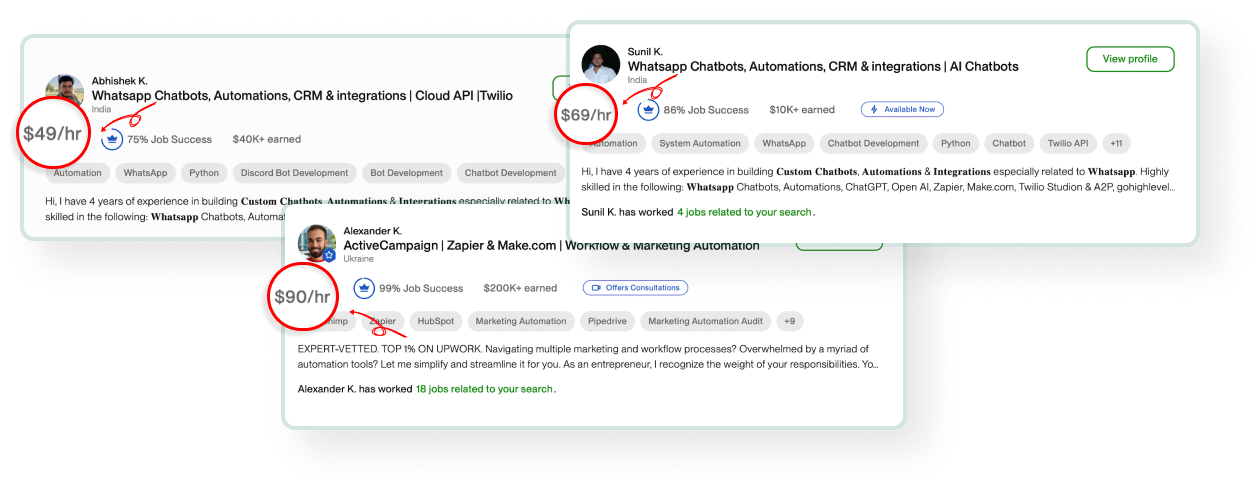 Abhishek K.
Whatsapp Chatbots, Automations, CRM & integrations | Cloud API |Twilio
India
$49/hr
75% Job Success
$40K+ earned
Automation
WhatsApp
Python
Discord Bot Development
Bot Development
Chatbot Development
Hi, I have 4 years of experience in building Custom Chatbots, Automations & Integrations especially related to
skilled in the following: Whatsapp Chatbots,
Sunil K.
Whatsapp Chatbots, Automations, CRM & integrations | AI Chatbots
India
View profile
$69/hr
86% Job Success
$10K+ earned
Available Now
Automation
System Automation
WhatsApp
Chatbot Development
Python
Chatbot
Twilio API
+11
Hi, I have 4 years of experience in building Custom Chatbots, Automations & Integrations especially related to Whatsapp. Highly
skilled in the following: Whatsapp Chatbots, Automations, ChatGPT, Open AI, Zapier, Make.com, Twilio Studion & A2P, gohighlevel...
Sunil K. has worked 4 jobs related to your search.
Alexander K.
ActiveCampaign | Zapier & Make.com | Workflow & Marketing Automation
Ukraine
$90/hr
99% Job Success
$200K+ earned
Offers Consultations
Zapier
HubSpot
Marketing Automation
Pipedrive
Marketing Automation Audit
+9
EXPERT-VETTED. TOP 1% ON UPWORK. Navigating multiple marketing and workflow processes? Overwhelmed by a myriad of
automation tools? Let me simplify and streamline it for you. As an entrepreneur, I recognize the weight of your responsibilities. Yo...
Alexander K. has worked 18 jobs related to your search.